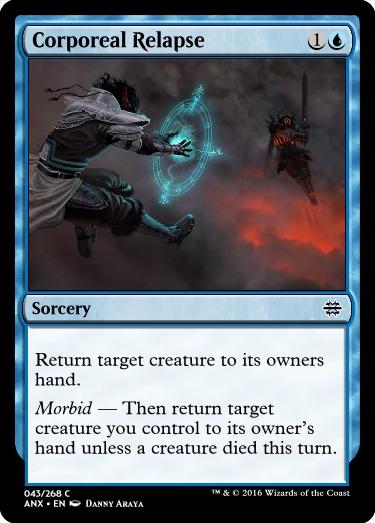 Corporeal Relapse 1
Sorcery
Return target creature to its owners
hand.
Morbid — Then return target
creature you control to its owner's
hand unless a creature died this turn.
043/268 C
ANX • EN Danny Araya
™ & © 2016 Wizards of the Coast